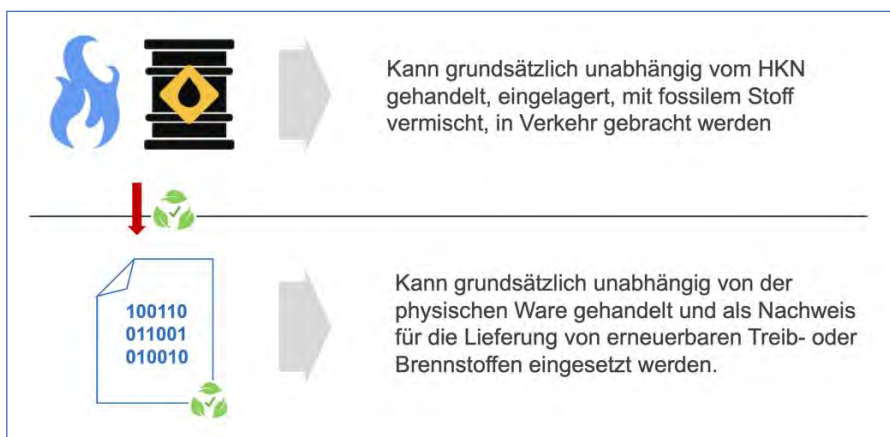 Kann grundsätzlich unabhängig vom HKN
gehandelt, eingelagert, mit fossilem Stoff
vermischt, in Verkehr gebracht werden
100110
011001
010010
Kann grundsätzlich unabhängig von der
physischen Ware gehandelt und als Nachweis
für die Lieferung von erneuerbaren Treib- oder
Brennstoffen eingesetzt werden.